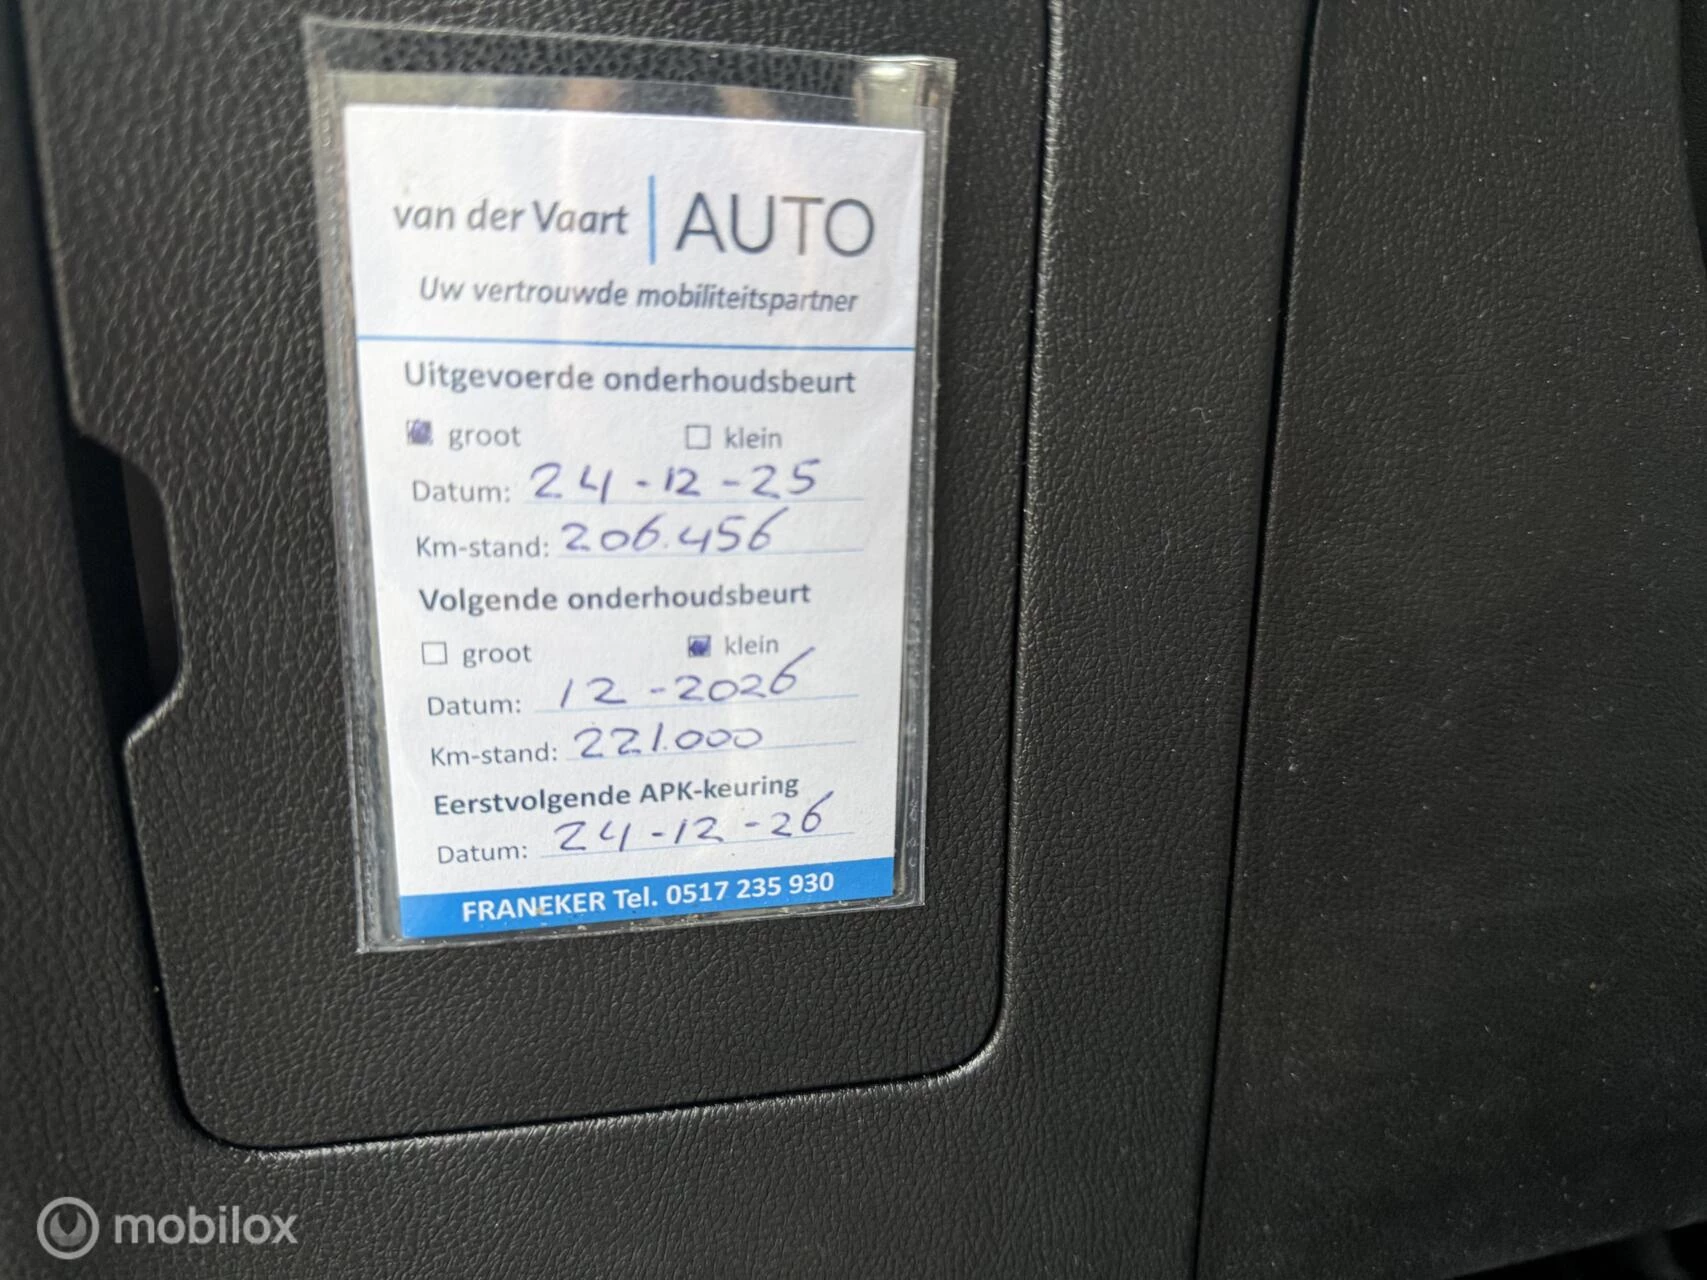 van der Vaart | AUTO
Uw vertrouwde mobiliteitspartner
Uitgevoerde onderhoudsbeurt
groot klein
Datum: 24-12-25
Km-stand: 206.456
Volgende onderhoudsbeurt
groot klein
Datum: 12-2026
Km-stand: 221.000
Eerstvolgende APK-keuring
Datum: 24-12-26
FRANEKER Tel. 0517 235 930
mobilox